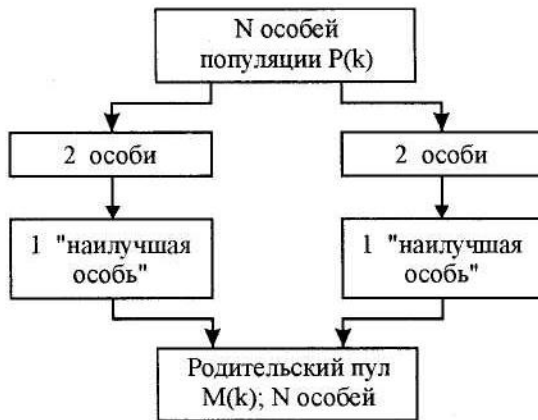 N особей
популяции P(k)
2 особи
2 особи
1 "наилучшая
особь"
1 "наилучшая
особь"
Родительский пул
M(k); N особей